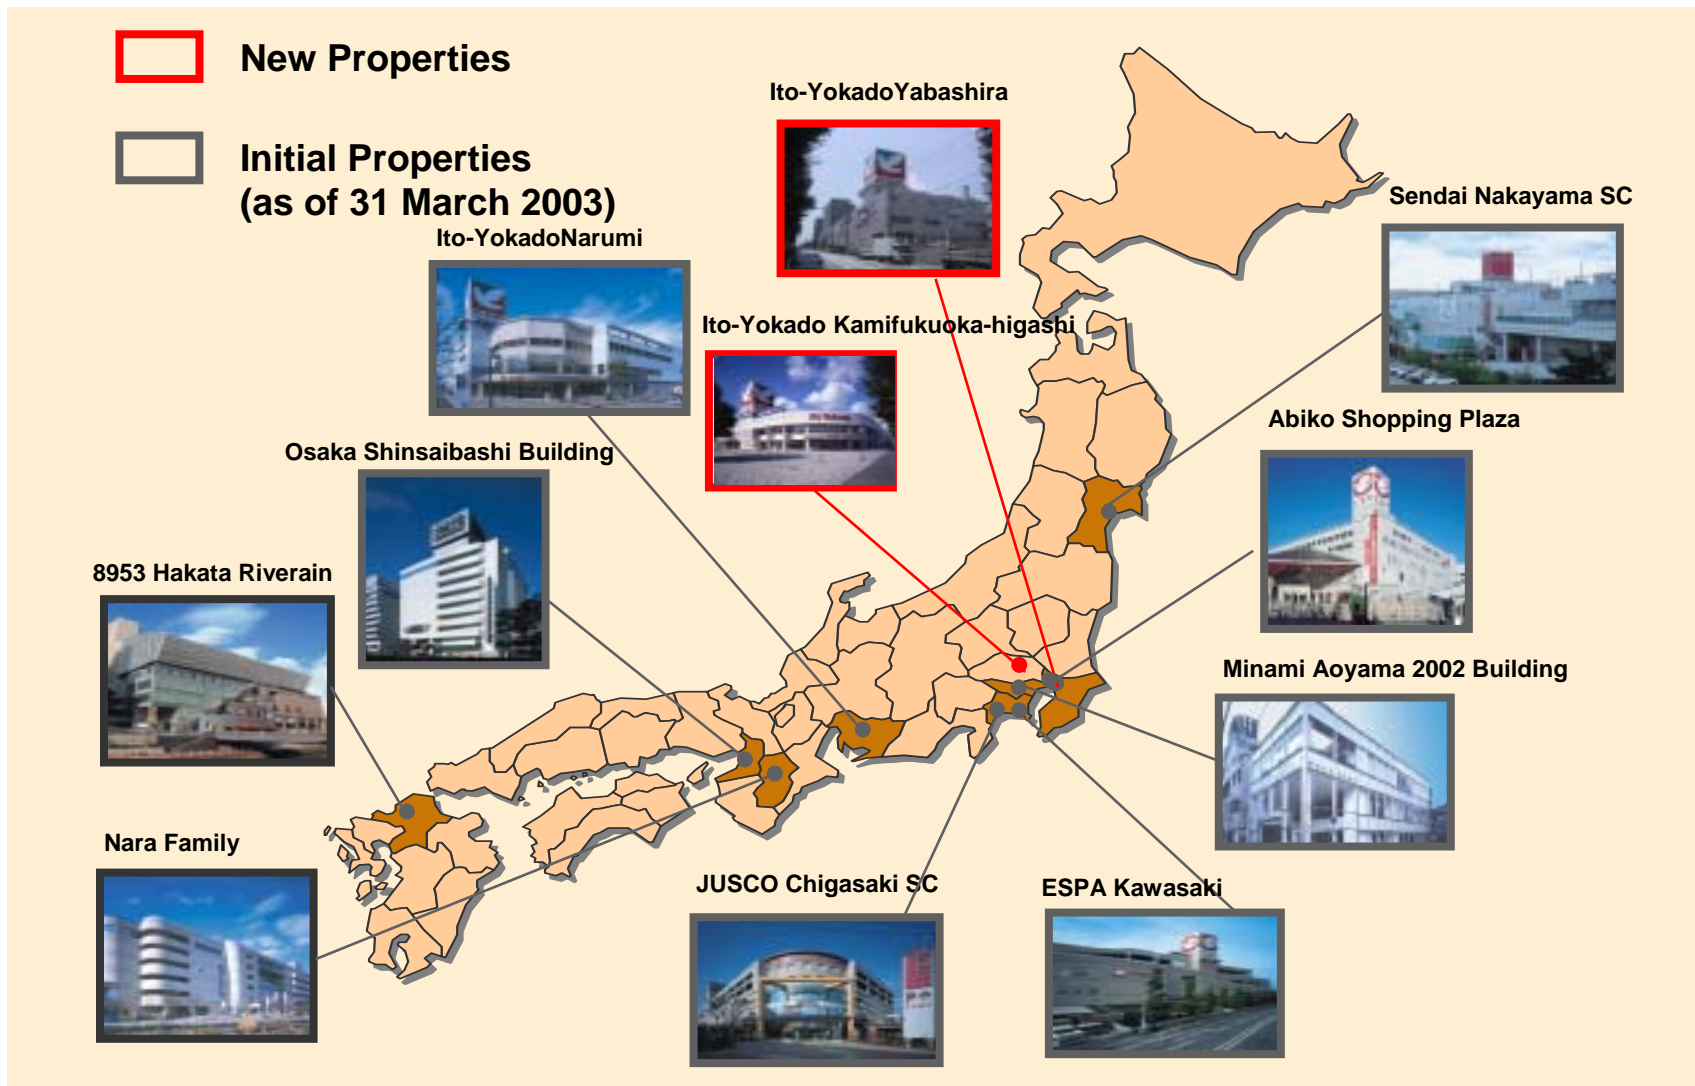 New Properties
Initial Properties
(as of 31 March 2003)
Ito-YokadoYabashira
Sendai Nakayama SC
Ito-YokadoNarumi
Ito-Yokado Kamifukuoka-higashi
Abiko Shopping Plaza
Osaka Shinsaibashi Building
8953 Hakata Riverain
Minami Aoyama 2002 Building
Nara Family
JUSCO Chigasaki SC
ESPA Kawasaki